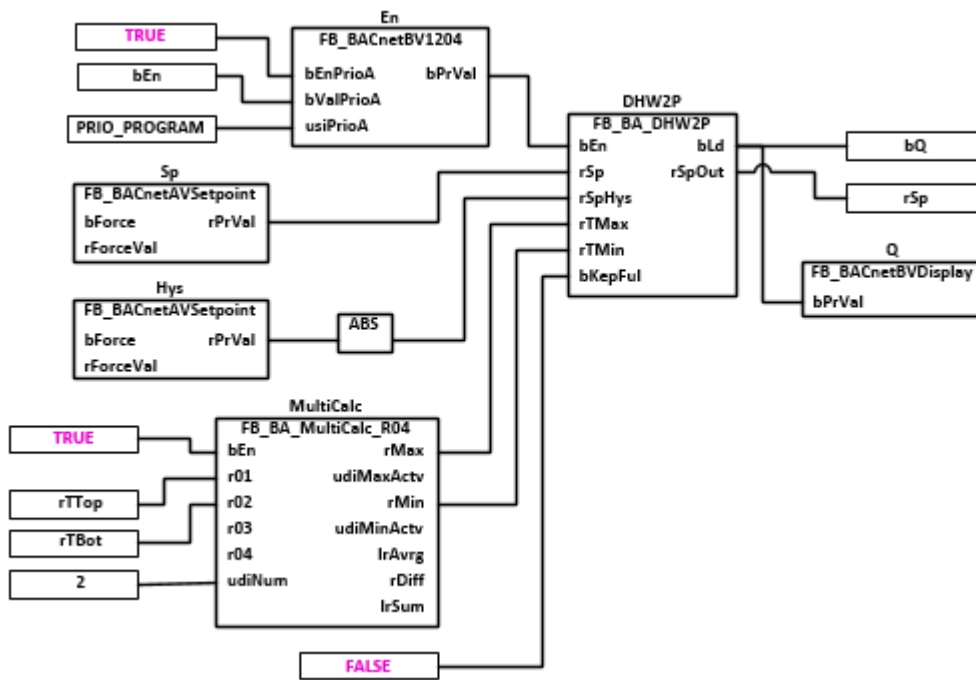 En
TRUE
FB_BACnetBV1204
bEnPrioA bPrVal
bEn
bValPrioA
PRIO_PROGRAM
usiPrioA
DHW2P
FB_BA_DHW2P
bEn bLd
bQ
Sp
rSp rSpOut
FB_BACnetAVSetpoint
rSpHys
rSp
bForce rPrVal
rTMax
rForceVal
rTMin
Q
bKepFul
FB_BACnetBVDisplay
Hys
bPrVal
FB_BACnetAVSetpoint
ABS
bForce rPrVal
rForceVal
MultiCalc
FB_BA_MultiCalc_R04
TRUE
bEn rMax
r01 udiMaxActv
rTTop
r02 rMin
r03 udiMinActv
rTBot
r04 lrAvrg
2
udiNum rDiff
lrSum
FALSE